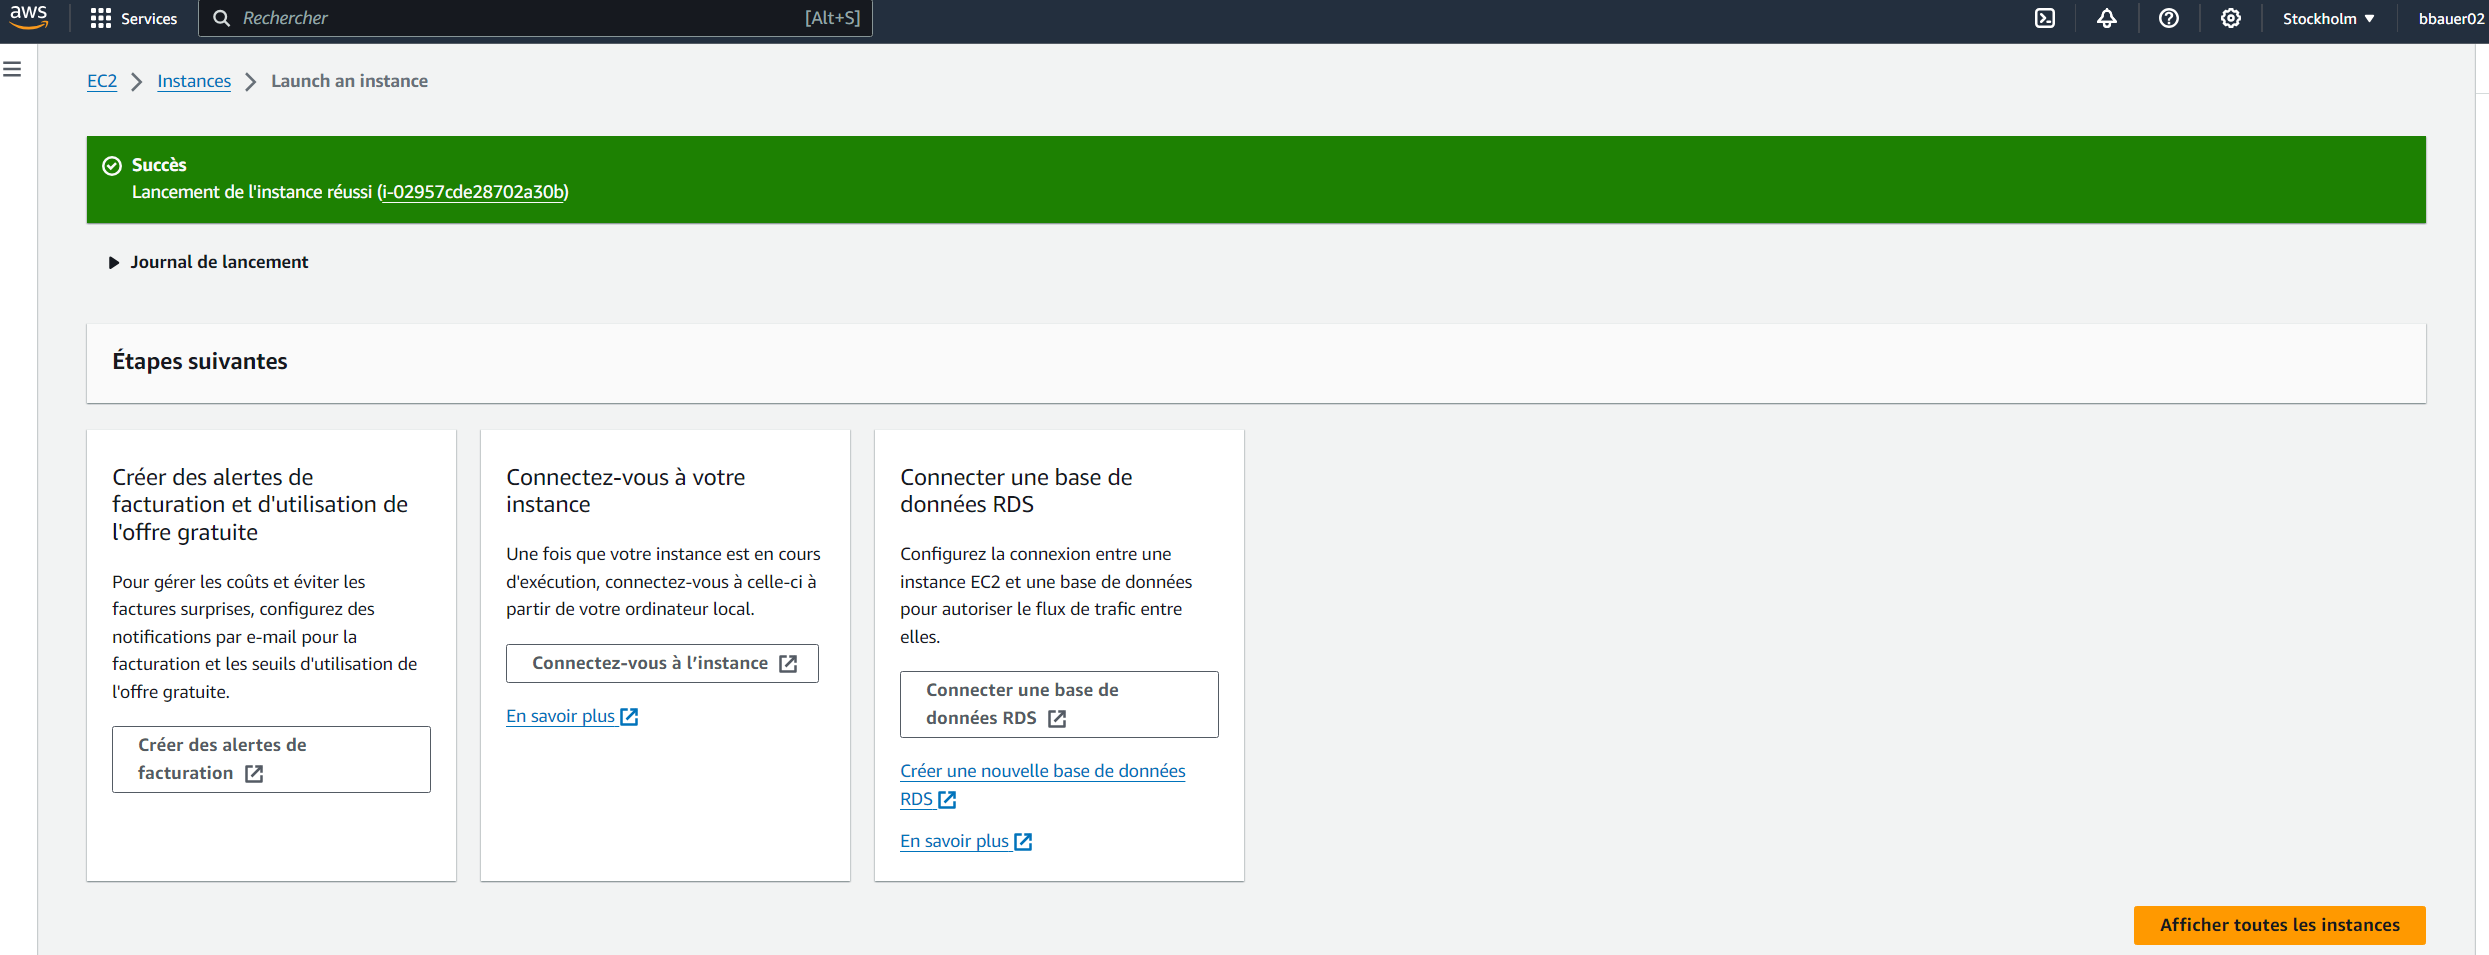 aws
Services
Rechercher
[Alt+S]
Stockholm
bbauer02
EC2
Instances
Launch an instance
Succès
Lancement de l'instance réussi (i-02957cde28702a30b)
Journal de lancement
Étapes suivantes
Créer des alertes de
facturation et d'utilisation de
l'offre gratuite
Pour gérer les coûts et éviter les
factures surprises, configurez des
notifications par e-mail pour la
facturation et les seuils d'utilisation de
l'offre gratuite.
Créer des alertes de
facturation
Connectez-vous à votre
instance
Une fois que votre instance est en cours
d'exécution, connectez-vous à celle-ci à
partir de votre ordinateur local.
Connectez-vous à l’instance
En savoir plus
Connecter une base de
données RDS
Configurez la connexion entre une
instance EC2 et une base de données
pour autoriser le flux de trafic entre
elles.
Connecter une base de
données RDS
Créer une nouvelle base de données
RDS
En savoir plus
Afficher toutes les instances